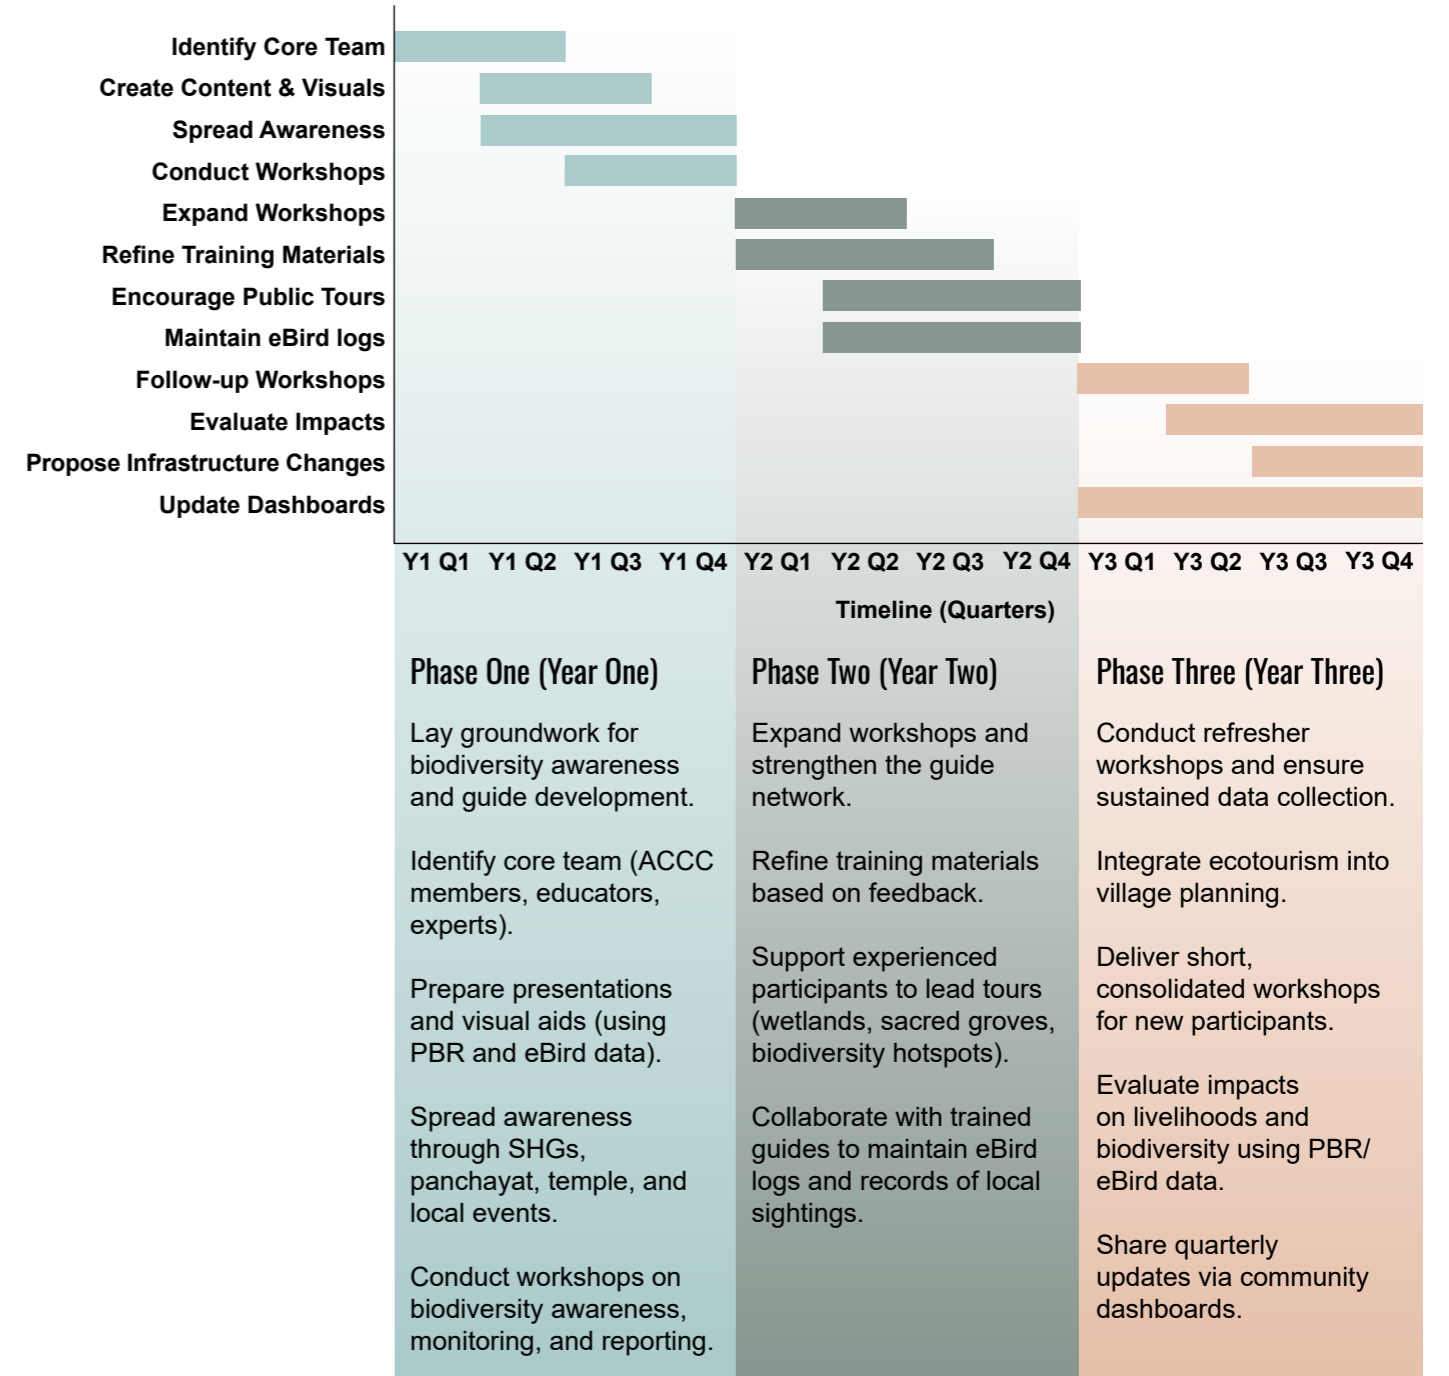 Identify Core Team
Create Content & Visuals
Spread Awareness
Conduct Workshops
Expand Workshops
Refine Training Materials
Encourage Public Tours
Maintain eBird logs
Follow-up Workshops
Evaluate Impacts
Propose Infrastructure Changes
Update Dashboards
Y1 Q1 Y1 Q2 Y1 Q3 Y1 Q4 Y2 Q1 Y2 Q2 Y2 Q3 Y2 Q4 Y3 Q1 Y3 Q2 Y3 Q3 Y3 Q4
Timeline (Quarters)
Phase One (Year One)
Lay groundwork for
biodiversity awareness
and guide development.
Identify core team (ACCC
members, educators,
experts).
Prepare presentations
and visual aids (using
PBR and eBird data).
Spread awareness
through SHGs,
panchayat, temple, and
local events.
Conduct workshops on
biodiversity awareness,
monitoring, and reporting.
Phase Two (Year Two)
Expand workshops and
strengthen the guide
network.
Refine training materials
based on feedback.
Support experienced
participants to lead tours
(wetlands, sacred groves,
biodiversity hotspots).
Collaborate with trained
guides to maintain eBird
logs and records of local
sightings.
Phase Three (Year Three)
Conduct refresher
workshops and ensure
sustained data collection.
Integrate ecotourism into
village planning.
Deliver short,
consolidated workshops
for new participants.
Evaluate impacts
on livelihoods and
biodiversity using PBR/
eBird data.
Share quarterly
updates via community
dashboards.